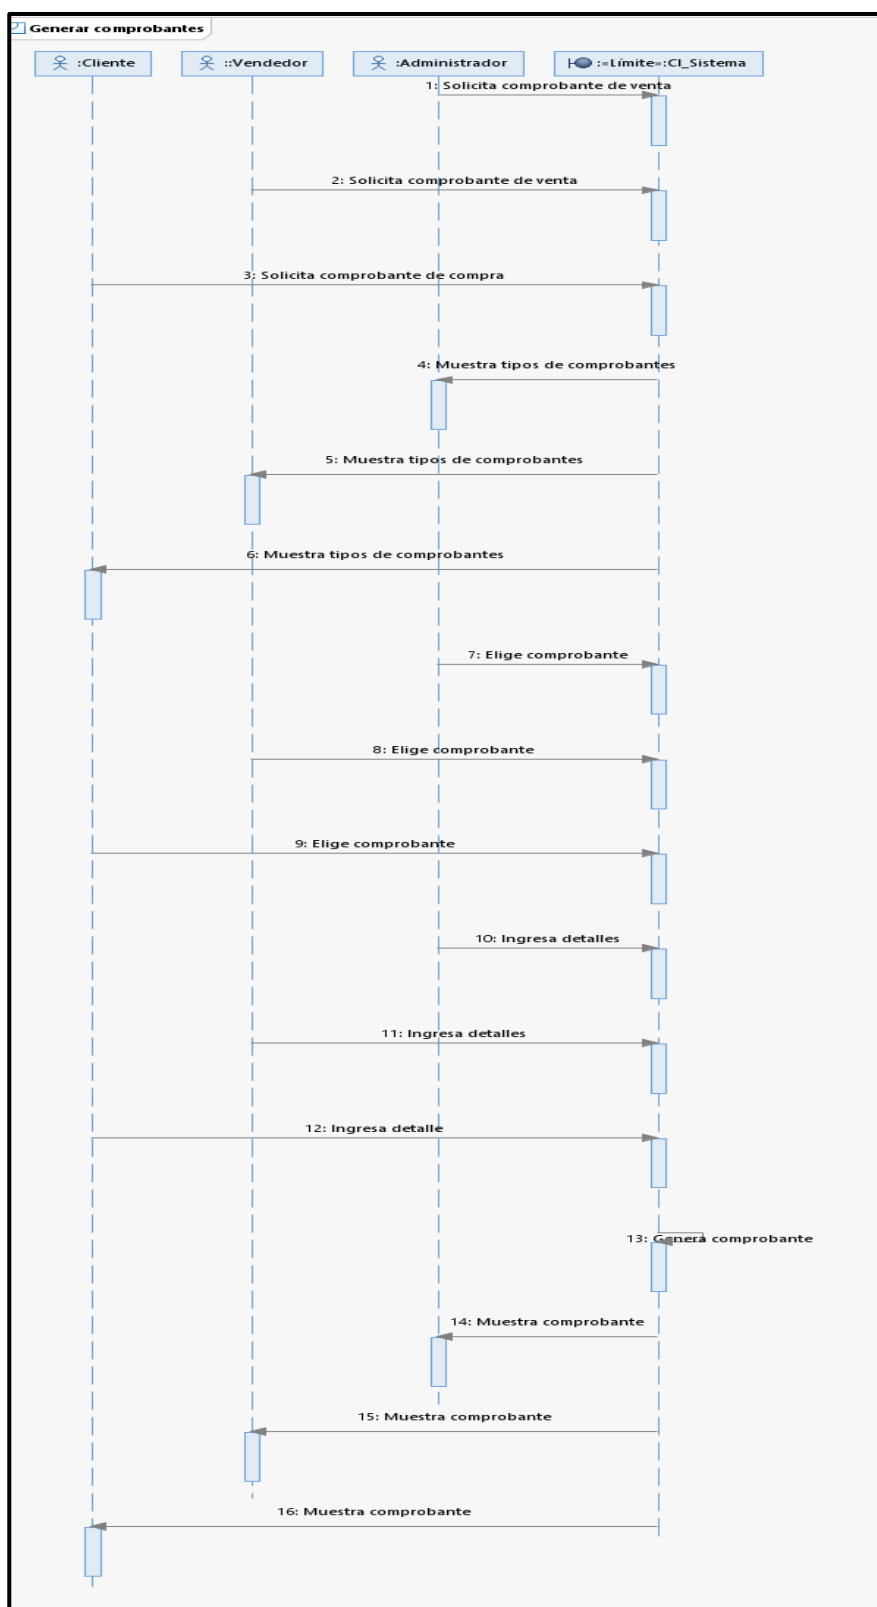 Generar comprobantes
:Cliente
::Vendedor
:Administrador
:«Límite»:CI_Sistema
1: Solicita comprobante de venta
2: Solicita comprobante de venta
3: Solicita comprobante de compra
4: Muestra tipos de comprobantes
5: Muestra tipos de comprobantes
6: Muestra tipos de comprobantes
7: Elige comprobante
8: Elige comprobante
9: Elige comprobante
10: Ingresa detalles
11: Ingresa detalles
12: Ingresa detalle
13: Genera comprobante
14: Muestra comprobante
15: Muestra comprobante
16: Muestra comprobante